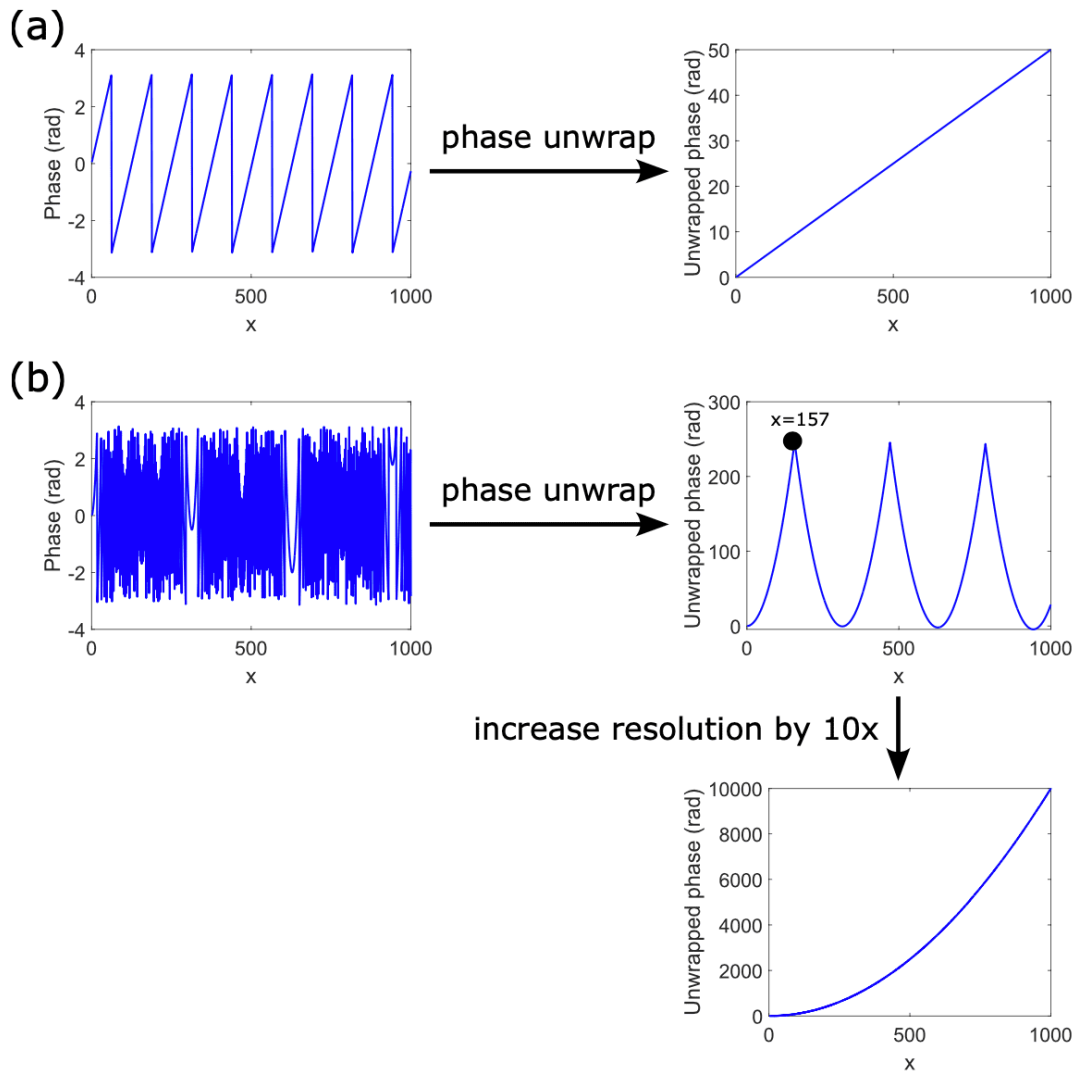 (a)
4
2
0
-2
-4
Phase (rad)
0
500
1000
x
phase unwrap
50
40
30
20
10
0
Unwrapped phase (rad)
0
500
1000
x
(b)
4
2
0
-2
-4
Phase (rad)
0
500
1000
x
phase unwrap
300
200
100
0
Unwrapped phase (rad)
x=157
0
500
1000
x
increase resolution by 10x
10000
8000
6000
4000
2000
0
Unwrapped phase (rad)
0
500
1000
x